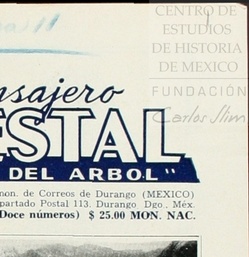 CENTRO DE
ESTUDIOS
DE HISTORIA
DE MEXICO
FUNDACIÓN
Carlos Slim
nsajero
ESTAL
DEL ARBOL"
mon. de Correos de Durango (MEXICO)
partado Postal 113. Durango Dgo., Méx.
Doce números) $ 25.00 MON. NAC.